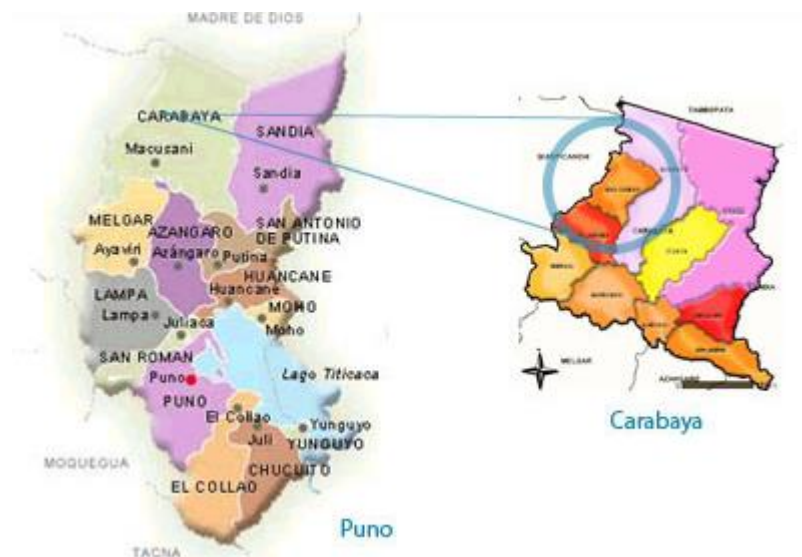 MADRE DE DIOS
CARABAYA
SANDIA
Macusani
Sandia
MELGAR
AZANGARO
SAN ANTONIO
DE PUTINA
Ayaviri
Azángaro
Putina
HUANCANE
LAMPA
Huancané
MOHO
Lampa
Juliaca
Moho
SAN ROMAN
Lago Titicaca
Puno
PUNO
El Collao
Yunguyo
Juli
YUNGUYO
CHUCUITO
MOQUEGUA
EL COLLAO
Puno
TACNA
TAMBOPATA
CARABAYA
MELGAR
Carabaya